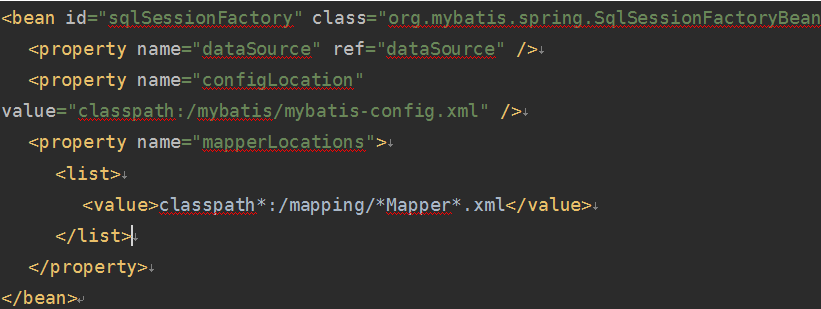 <bean id="sqlSessionFactory" class="org.mybatis.spring.SqlSessionFactoryBean
<property name="dataSource" ref="dataSource" />
<property name="configLocation"
value="classpath:/mybatis/mybatis-config.xml" />
<property name="mapperLocations">
<list>
<value>classpath*:/mapping/*Mapper*.xml</value>
</list>
</property>
</bean>